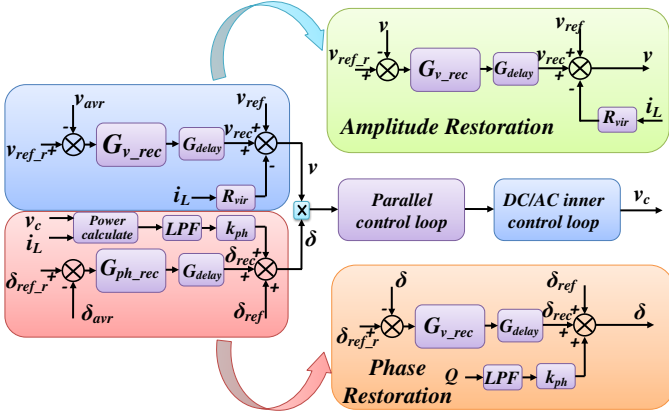 v_avr
v_ref
v_ref_r
-
+
G_v_rec
G_delay
v_rec
+
+
-
i_L
R_vir
v
v_c
i_L
Power
calculate
LPF
k_ph
δ_rec
δ_ref_r
+
-
G_ph_rec
G_delay
+
+
+
δ_avr
δ_ref
δ
×
Parallel
control loop
DC/AC inner
control loop
v_c
v
v_ref
v_ref_r
-
+
G_v_rec
G_delay
v_rec
+
+
-
v
R_vir
i_L
Amplitude Restoration
δ
δ_ref
δ_ref_r
-
+
G_v_rec
G_delay
δ_rec
+
+
+
δ
Q
LPF
k_ph
Phase
Restoration